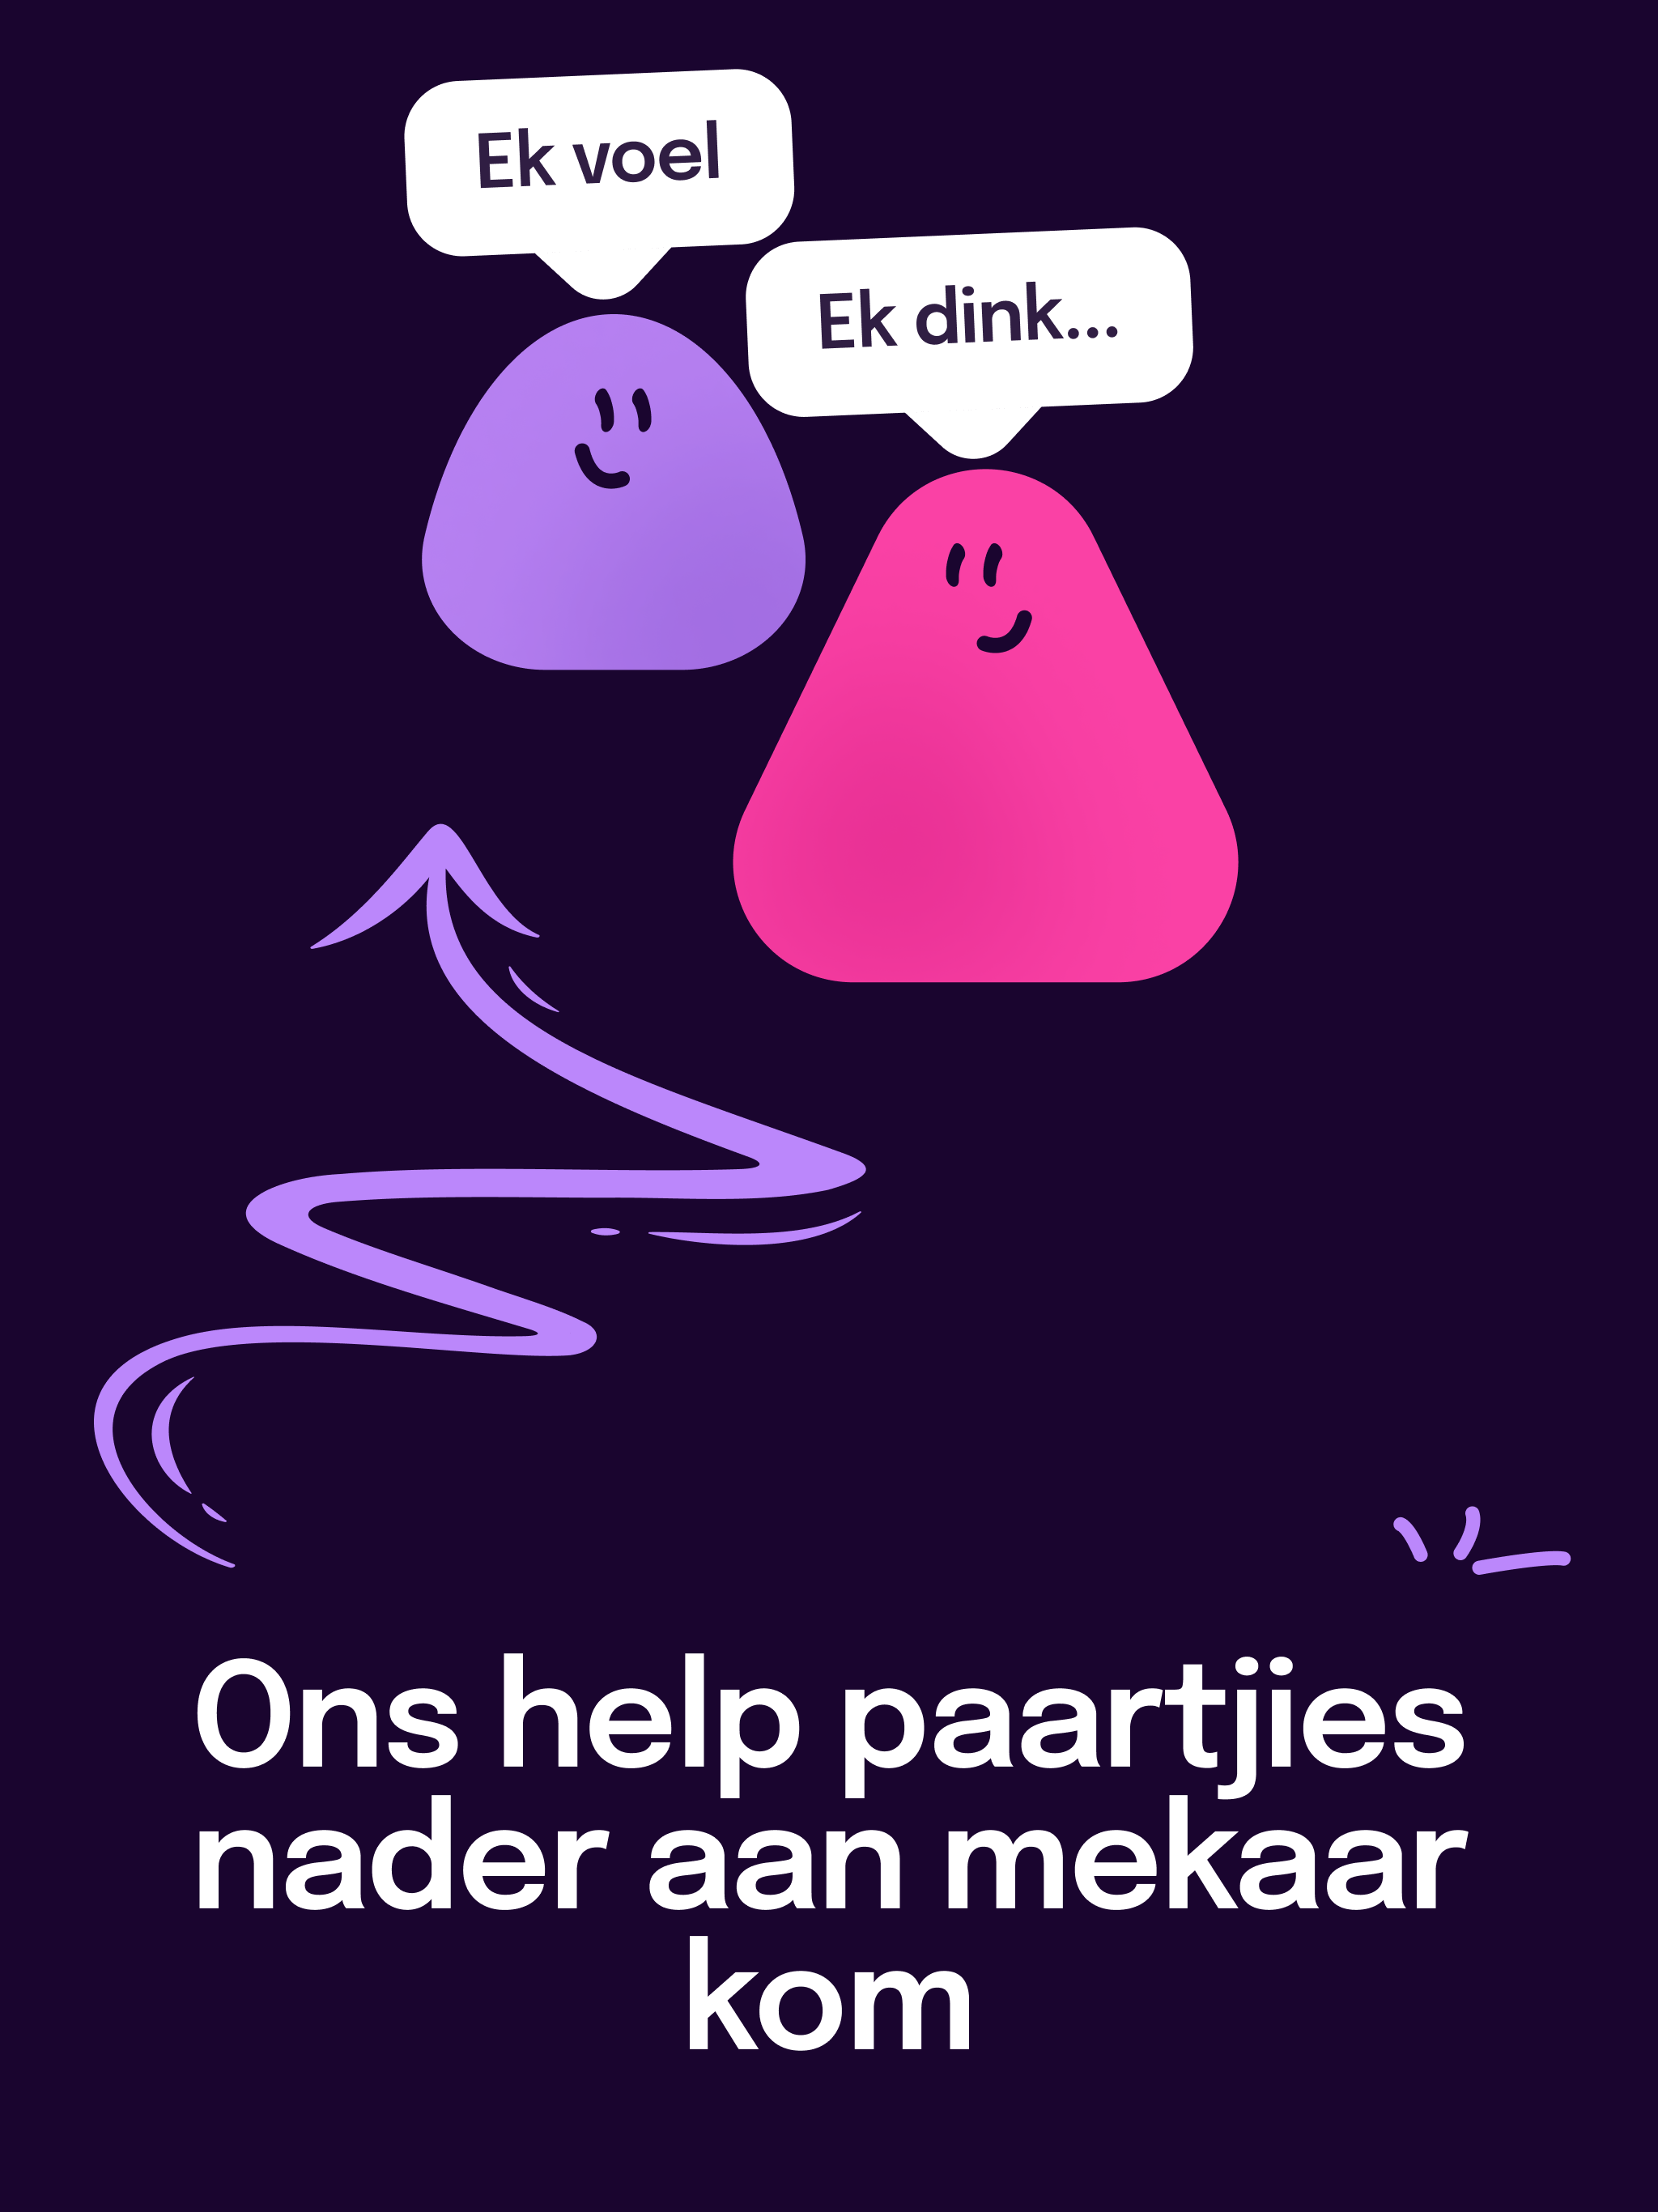 Ek voel
Ek dink...
Ons help paartjies
nader aan mekaar
kom